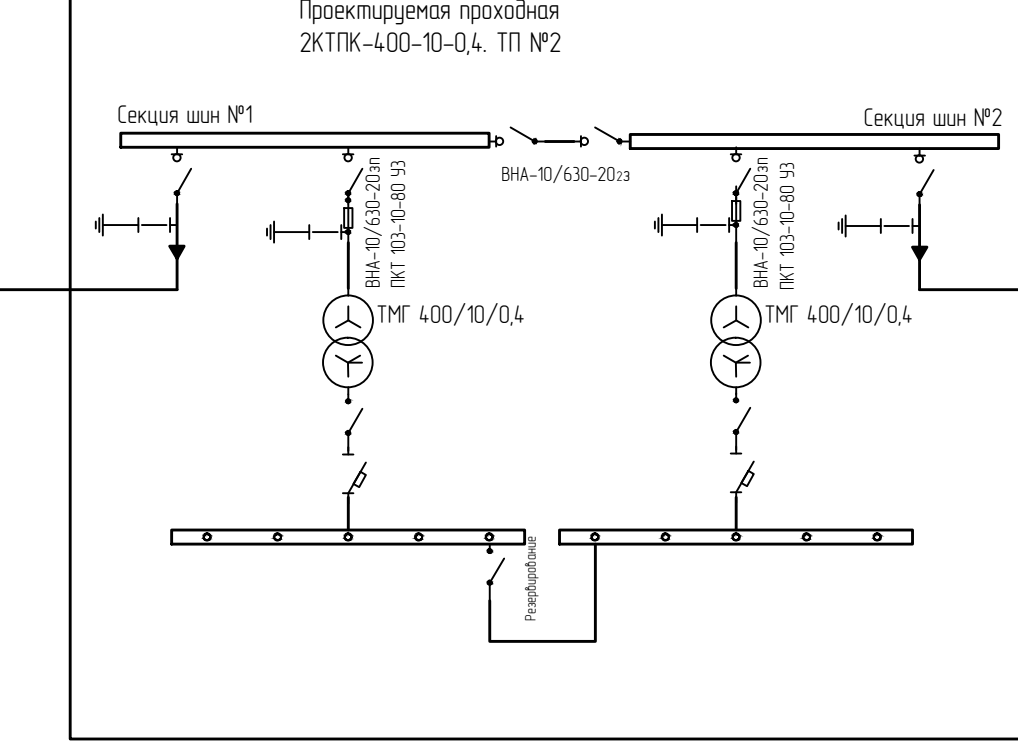 Проектируемая проходная
2КТПК-400-10-0,4. ТП №2
Секция шин №1
Секция шин №2
ВНА-10/630-202з
ВНА-10/630-20зп
ПКТ 103-10-80 У3
ВНА-10/630-20зп
ПКТ 103-10-80 У3
ТМГ 400/10/0,4
ТМГ 400/10/0,4
Резервирование